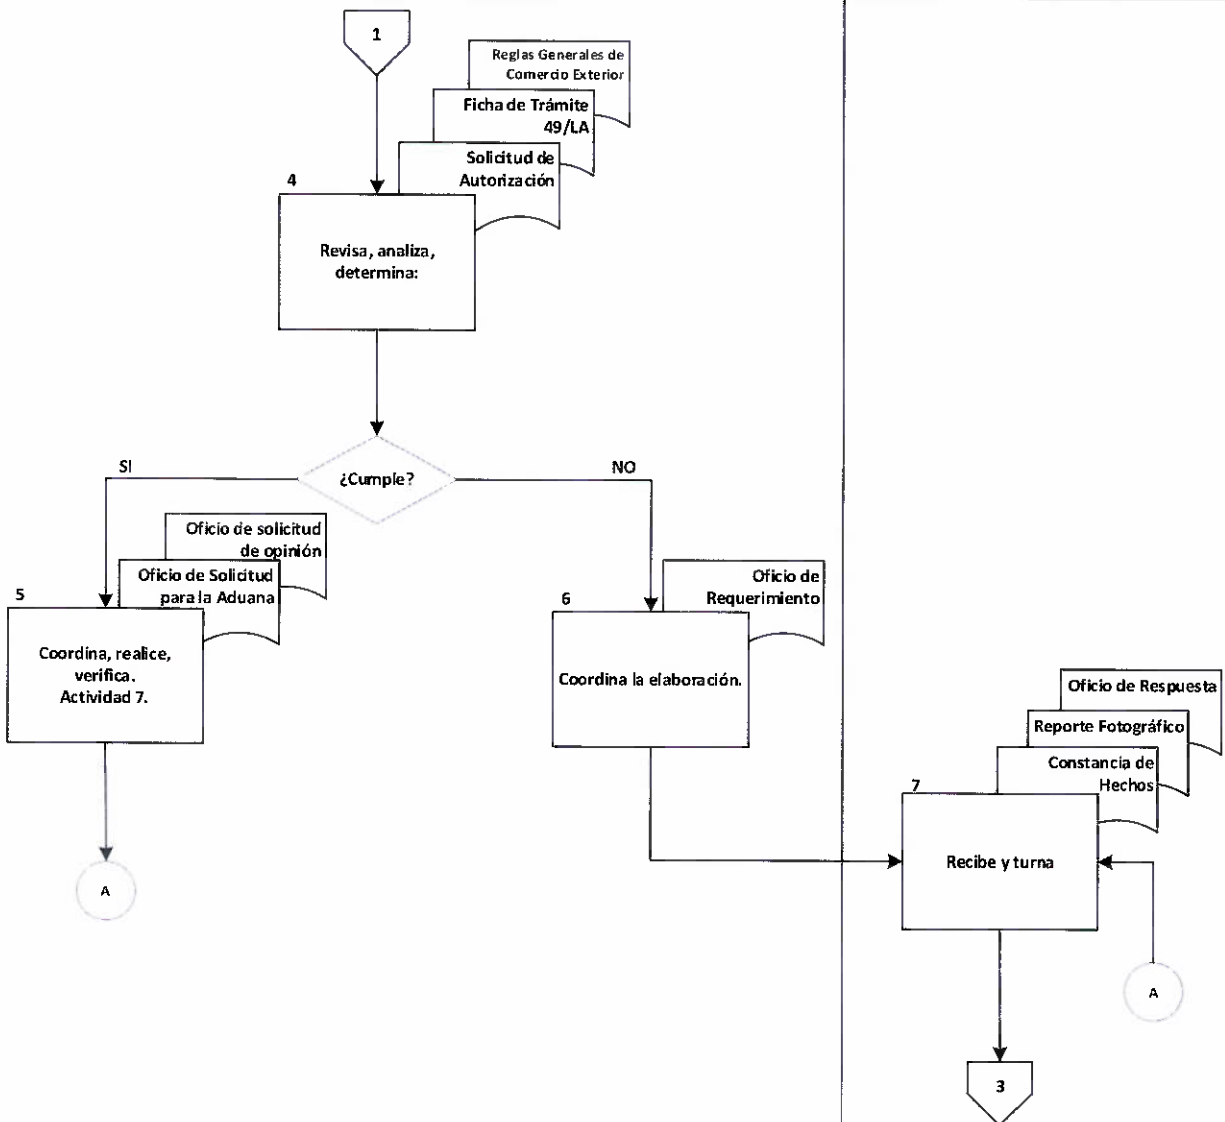 1
Reglas Generales de
Comercio Exterior
Ficha de Trámite
49/LA
Solicitud de
Autorización
4
Revisa, analiza,
determina:
¿Cumple?
SI
NO
Oficio de solicitud
de opinión
Oficio de Solicitud
para la Aduana
5
Coordina, realice,
verifica.
Actividad 7.
A
Oficio de
Requerimiento
6
Coordina la elaboración.
Oficio de Respuesta
Reporte Fotográfico
Constancia de
Hechos
7
Recibe y turna
A
3